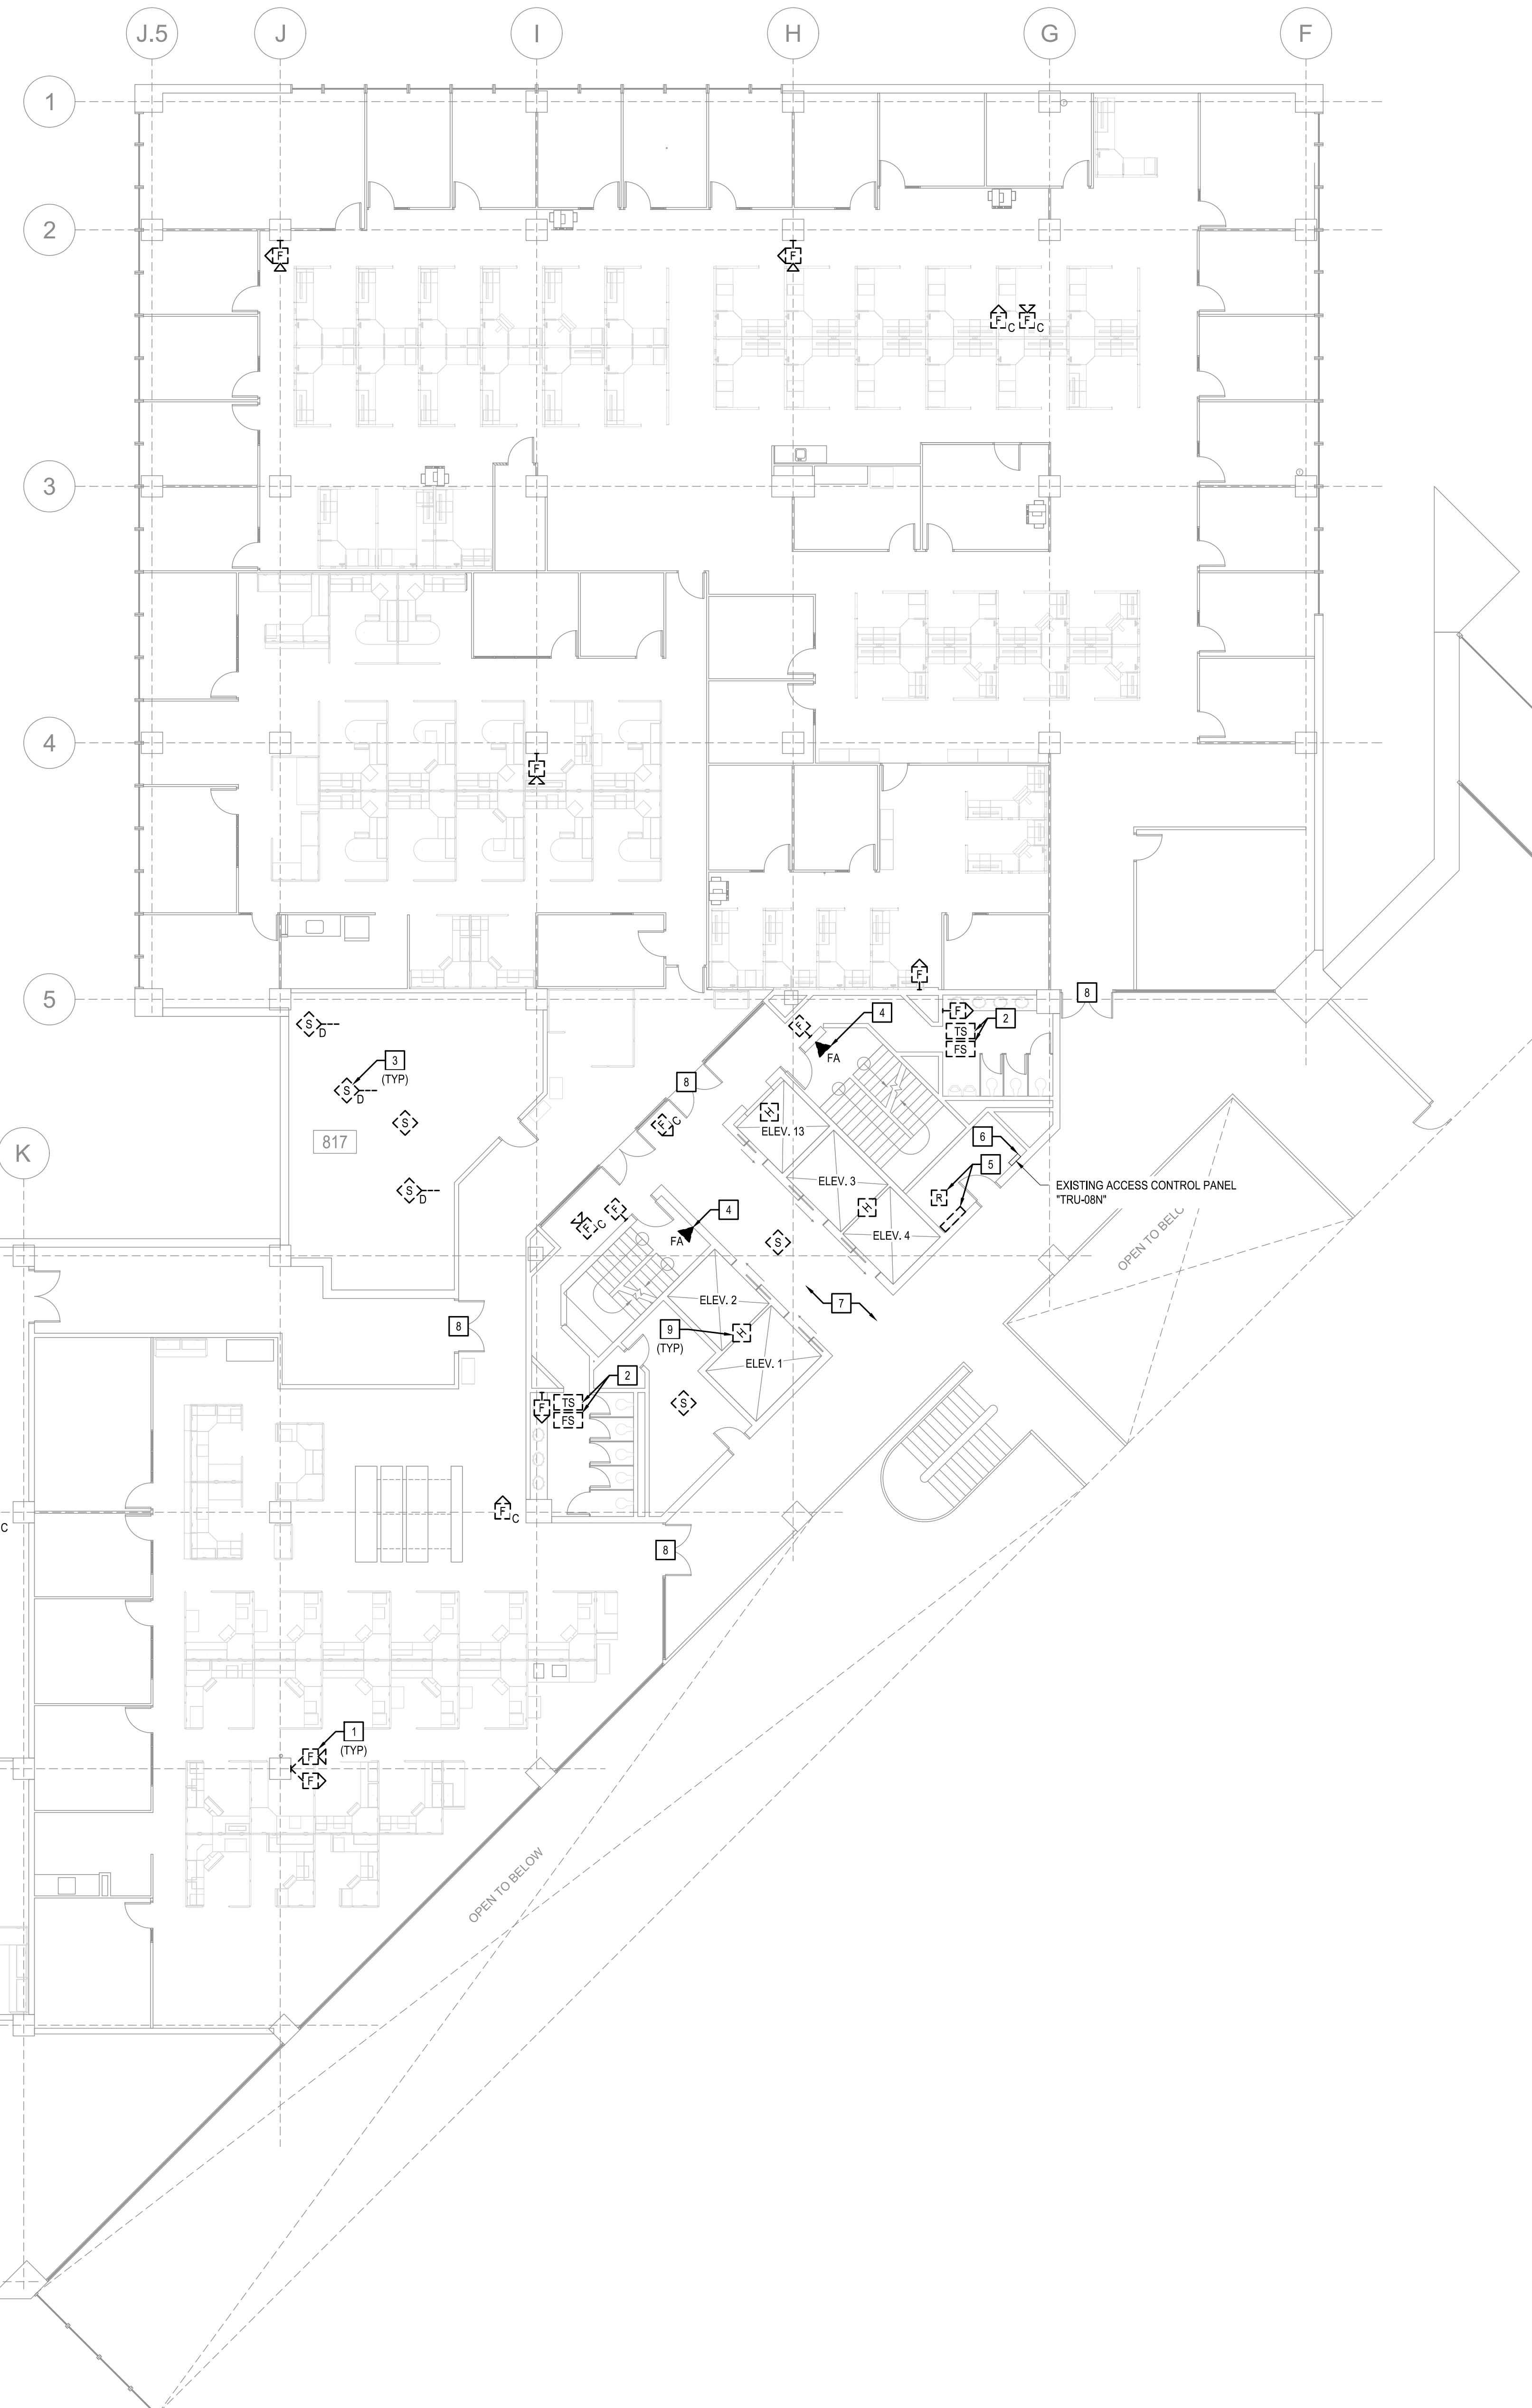 J.5 J I H G F
1
2
F F
F C F C
3
4
F
F
5
8
F 4 F 2
S D
TS
FA
FS
3
(TYP)
S D
8
H
S
F C
ELEV. 13
817
6
K
5
ELEV. 3
EXISTING ACCESS CONTROL PANEL
"TRU-08N"
S D
R
H
F
4
F C
FA
ELEV. 4
S
OPEN TO BELO
ELEV. 2
7
8
9
(TYP)
H
ELEV. 1
2
TS
FS
F
S
F C
C
8
1
(TYP)
F
F
OPEN TO BELOW